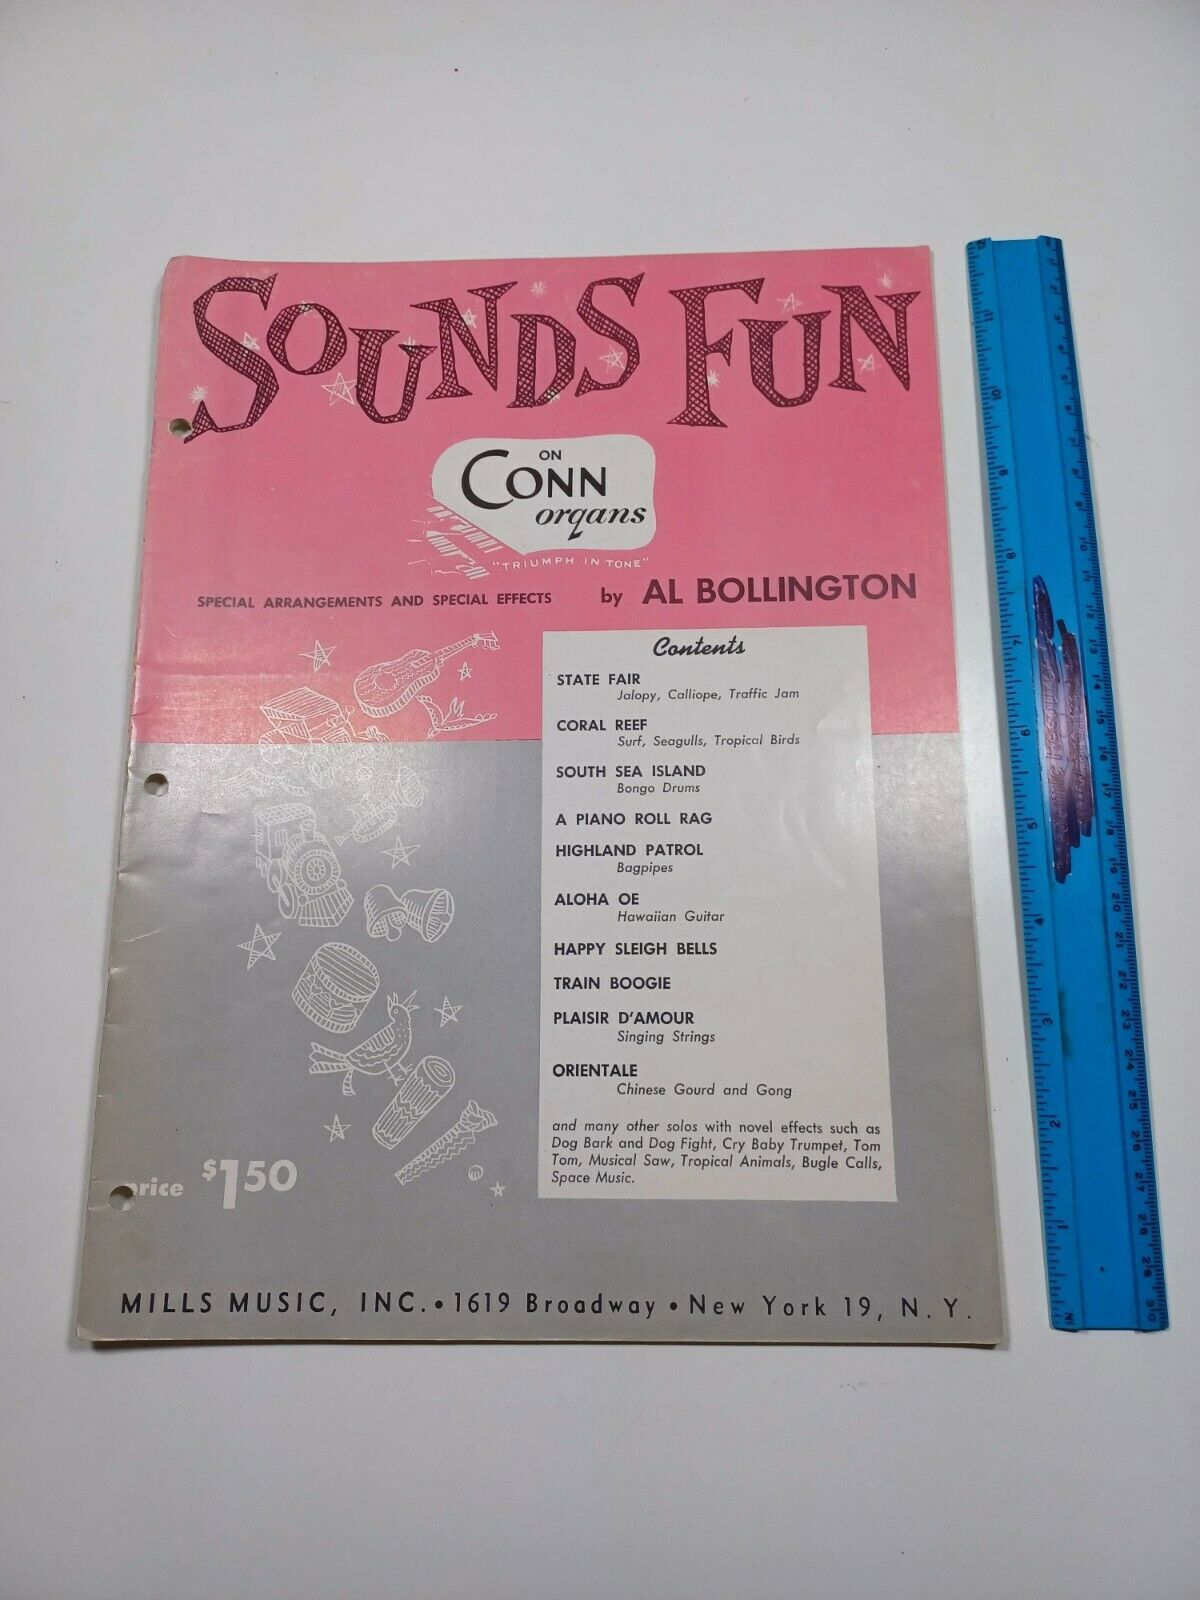 SOUNDS FUN
ON
CONN
organs
"TRIUMPH IN TONE"
SPECIAL ARRANGEMENTS AND SPECIAL EFFECTS by AL BOLLINGTON
Contents
STATE FAIR
Jalopy, Calliope, Traffic Jam
CORAL REEF
Surf, Seagulls, Tropical Birds
SOUTH SEA ISLAND
Bongo Drums
A PIANO ROLL RAG
HIGHLAND PATROL
Bagpipes
ALOHA OE
Hawaiian Guitar
HAPPY SLEIGH BELLS
TRAIN BOOGIE
PLAISIR D'AMOUR
Singing Strings
ORIENTALE
Chinese Gourd and Gong
and many other solos with novel effects such as
Dog Bark and Dog Fight, Cry Baby Trumpet, Tom
Tom, Musical Saw, Tropical Animals, Bugle Calls,
Space Music.
price $1.50
MILLS MUSIC, INC. • 1619 Broadway • New York 19, N. Y.